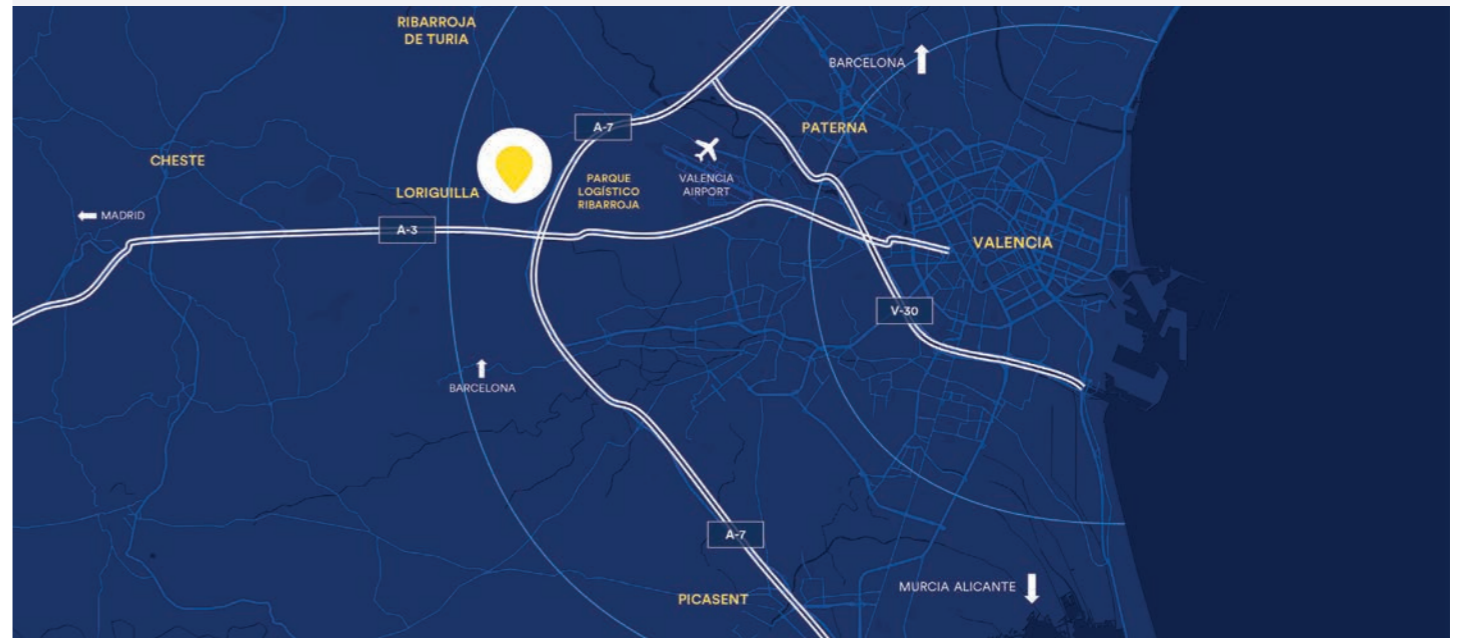 RIBARROJA
DE TURIA
BARCELONA
A-7
PATERNA
CHESTE
LORIGUILLA
PARQUE
LOGÍSTICO
RIBARROJA
VALENCIA
AIRPORT
MADRID
A-3
VALENCIA
V-30
BARCELONA
A-7
MURCIA ALICANTE
PICASENT